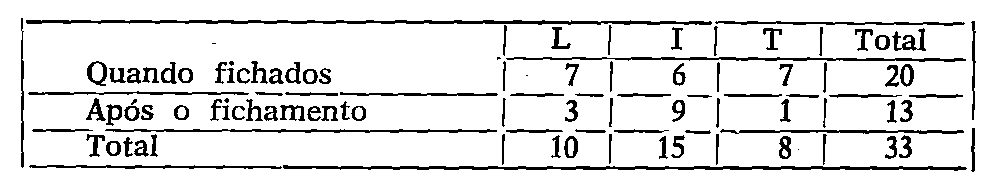 L I T Total
Quando fichados 7 6 7 20
Após o fichamento 3 9 1 13
Total 10 15 8 33